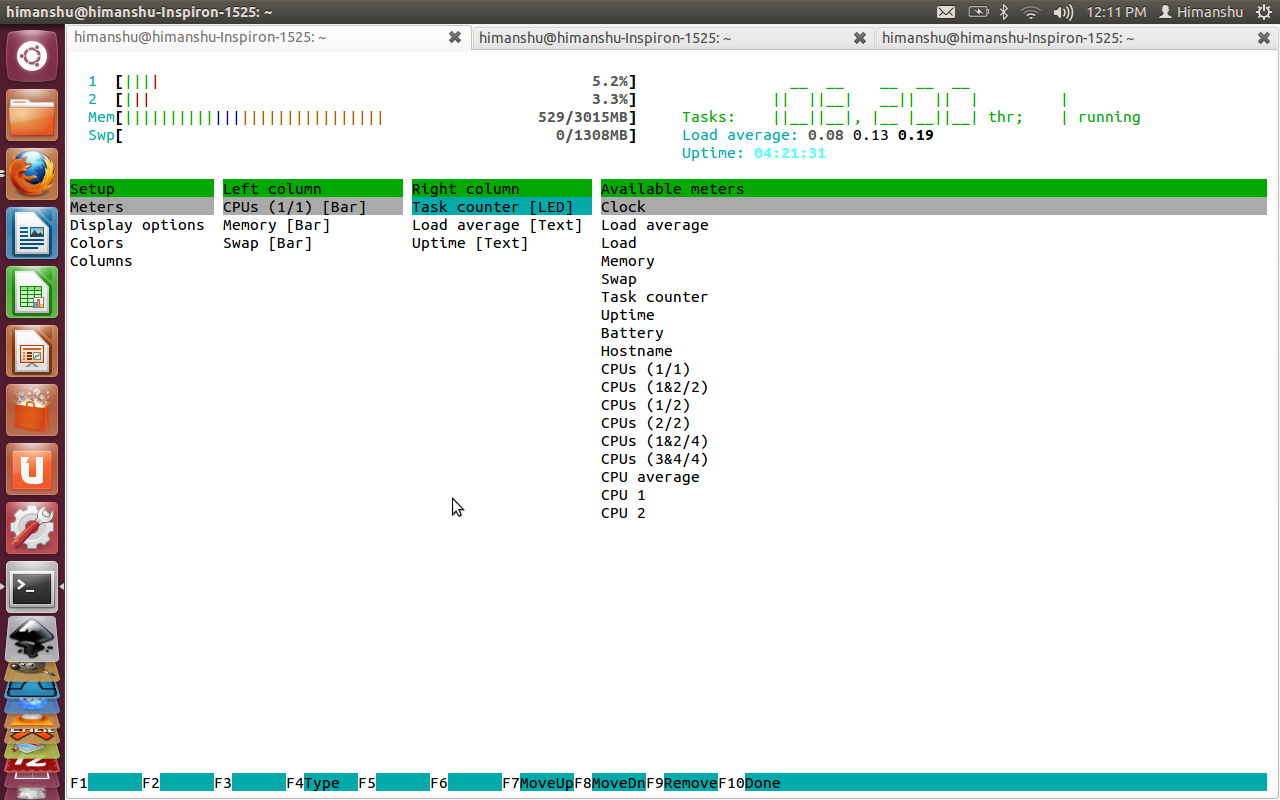 himanshu@himanshu-Inspiron-1525: ~
12:11 PM Himanshu
himanshu@himanshu-Inspiron-1525: ~
himanshu@himanshu-Inspiron-1525: ~
himanshu@himanshu-Inspiron-1525: ~
1 [|||| 5.2%]
2 [||| 3.3%]
Mem[||||||||||||||||||||||||||||| 529/3015MB]
Swp[ 0/1308MB]
Tasks: , thr; running
Load average: 0.08 0.13 0.19
Uptime: 04:21:31
Setup Left column Right column Available meters
Meters CPUs (1/1) [Bar] Task counter [LED] Clock
Display options Memory [Bar] Load average [Text] Load average
Colors Swap [Bar] Uptime [Text] Load
Columns Memory
Swap
Task counter
Uptime
Battery
Hostname
CPUs (1/1)
CPUs (1&2/2)
CPUs (1/2)
CPUs (2/2)
CPUs (1&2/4)
CPUs (3&4/4)
CPU average
CPU 1
CPU 2
F1 F2 F3 F4Type F5 F6 F7MoveUpF8MoveDnF9RemoveF10Done